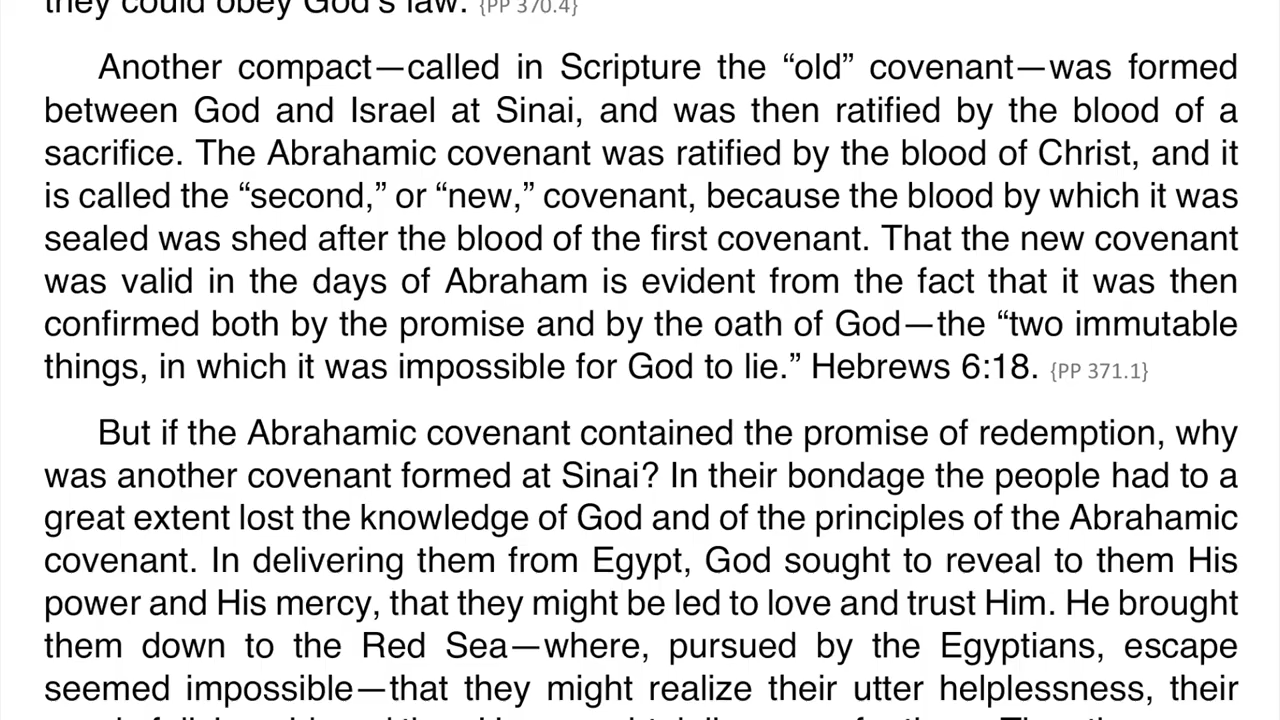 they could obey God's law. {PP 370.4}
Another compact—called in Scripture the “old” covenant—was formed
between God and Israel at Sinai, and was then ratified by the blood of a
sacrifice. The Abrahamic covenant was ratified by the blood of Christ, and it
is called the “second,” or “new,” covenant, because the blood by which it was
sealed was shed after the blood of the first covenant. That the new covenant
was valid in the days of Abraham is evident from the fact that it was then
confirmed both by the promise and by the oath of God—the “two immutable
things, in which it was impossible for God to lie.” Hebrews 6:18. {PP 371.1}
But if the Abrahamic covenant contained the promise of redemption, why
was another covenant formed at Sinai? In their bondage the people had to a
great extent lost the knowledge of God and of the principles of the Abrahamic
covenant. In delivering them from Egypt, God sought to reveal to them His
power and His mercy, that they might be led to love and trust Him. He brought
them down to the Red Sea—where, pursued by the Egyptians, escape
seemed impossible—that they might realize their utter helplessness, their